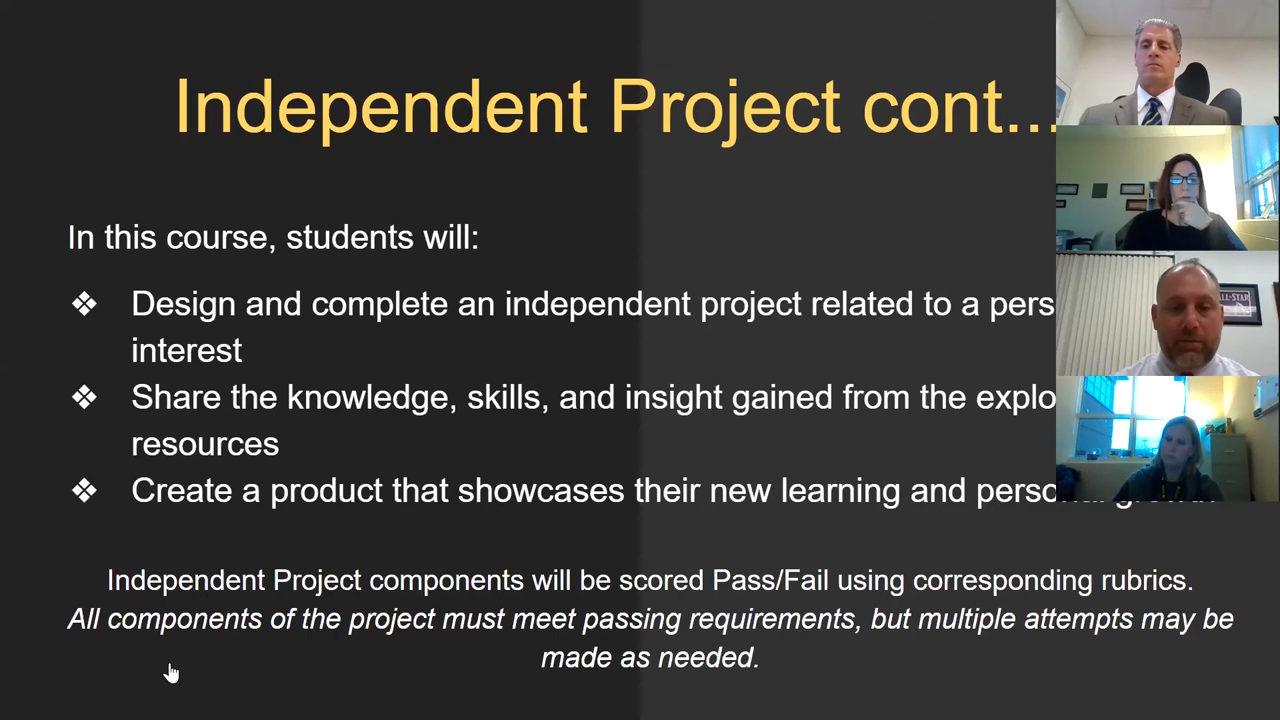 Independent Project cont...
In this course, students will:
❖ Design and complete an independent project related to a
interest
❖ Share the knowledge, skills, and insight gained from the
resources
❖ Create a product that showcases their new learning and
Independent Project components will be scored Pass/Fail using corresponding rubrics.
All components of the project must meet passing requirements, but multiple attempts may be
made as needed.
ALL-STAR